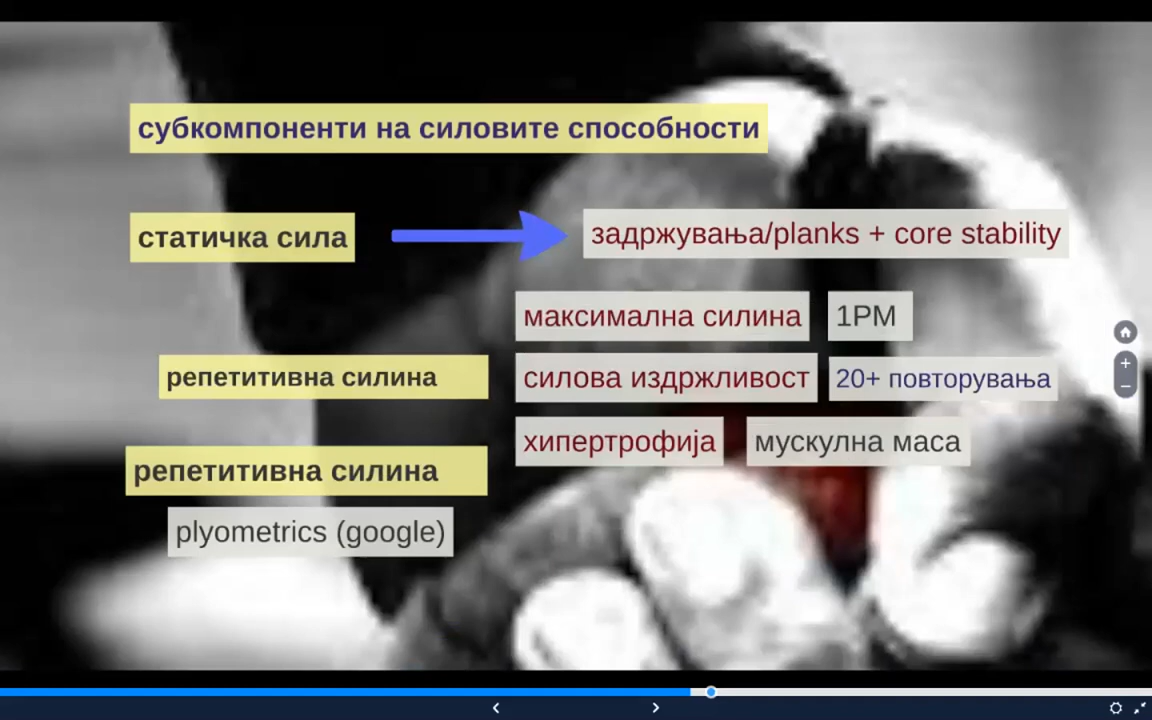 субкомпоненти на силовите способности
статичка сила
задржувања/planks + core stability
максимална силина
1РМ
репетитивна силина
силова издржливост
20+ повторувања
хипертрофија
мускулна маса
репетитивна силина
plyometrics (google)